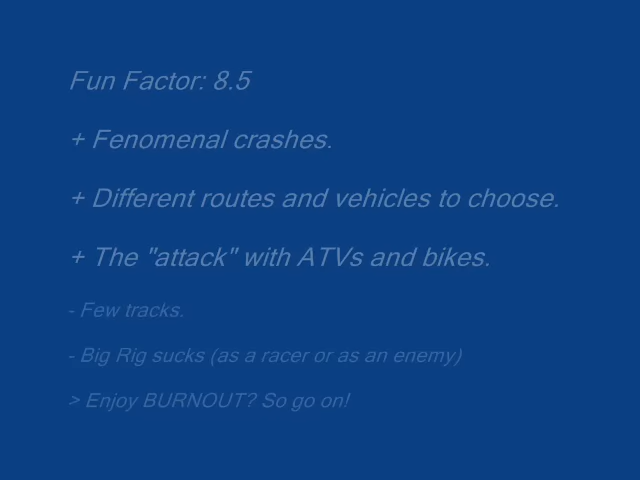 Fun Factor: 8.5
+ Fenomenal crashes.
+ Different routes and vehicles to choose.
+ The "attack" with ATVs and bikes.
- Few tracks.
- Big Rig sucks (as a racer or as an enemy)
> Enjoy BURNOUT? So go on!